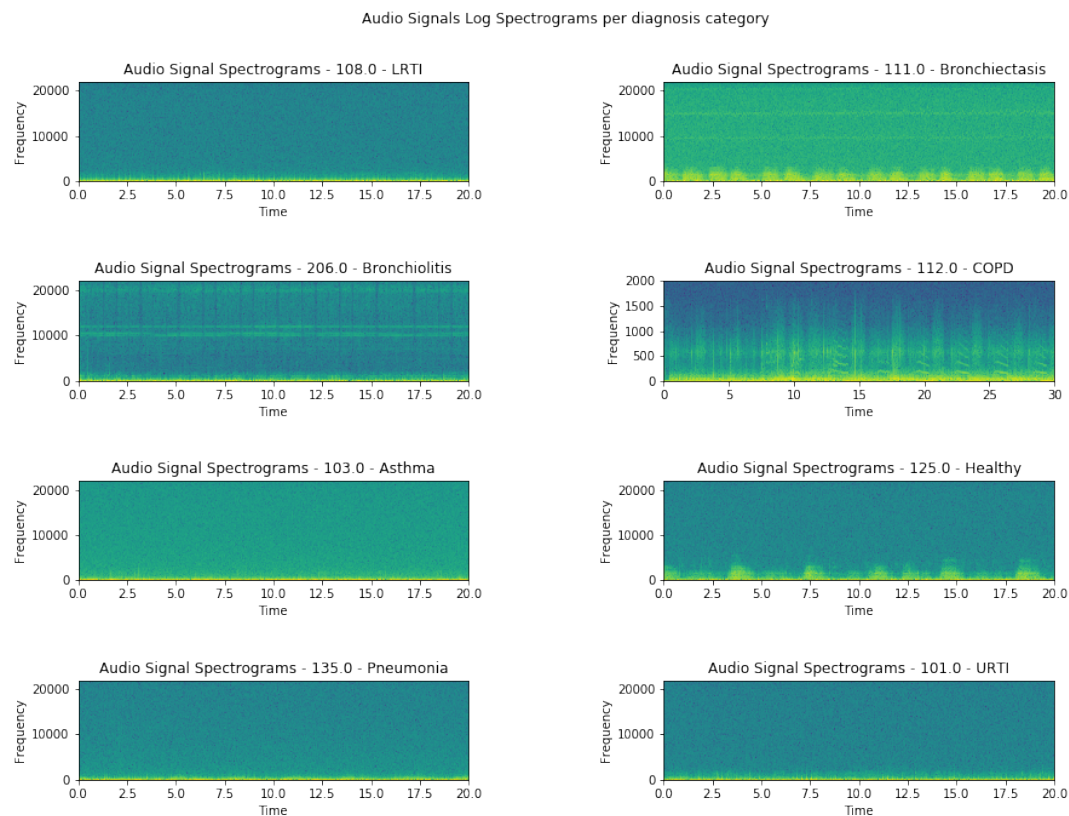 Audio Signals Log Spectrograms per diagnosis category
Audio Signal Spectrograms - 108.0 - LRTI
Frequency
20000
10000
0
0.0 2.5 5.0 7.5 10.0 12.5 15.0 17.5 20.0
Time
Audio Signal Spectrograms - 111.0 - Bronchiectasis
Frequency
20000
10000
0
0.0 2.5 5.0 7.5 10.0 12.5 15.0 17.5 20.0
Time
Audio Signal Spectrograms - 206.0 - Bronchiolitis
Frequency
20000
10000
0
0.0 2.5 5.0 7.5 10.0 12.5 15.0 17.5 20.0
Time
Audio Signal Spectrograms - 112.0 - COPD
Frequency
2000
1500
1000
500
0
0 5 10 15 20 25 30
Time
Audio Signal Spectrograms - 103.0 - Asthma
Frequency
20000
10000
0
0.0 2.5 5.0 7.5 10.0 12.5 15.0 17.5 20.0
Time
Audio Signal Spectrograms - 125.0 - Healthy
Frequency
20000
10000
0
0.0 2.5 5.0 7.5 10.0 12.5 15.0 17.5 20.0
Time
Audio Signal Spectrograms - 135.0 - Pneumonia
Frequency
20000
10000
0
0.0 2.5 5.0 7.5 10.0 12.5 15.0 17.5 20.0
Time
Audio Signal Spectrograms - 101.0 - URTI
Frequency
20000
10000
0
0.0 2.5 5.0 7.5 10.0 12.5 15.0 17.5 20.0
Time